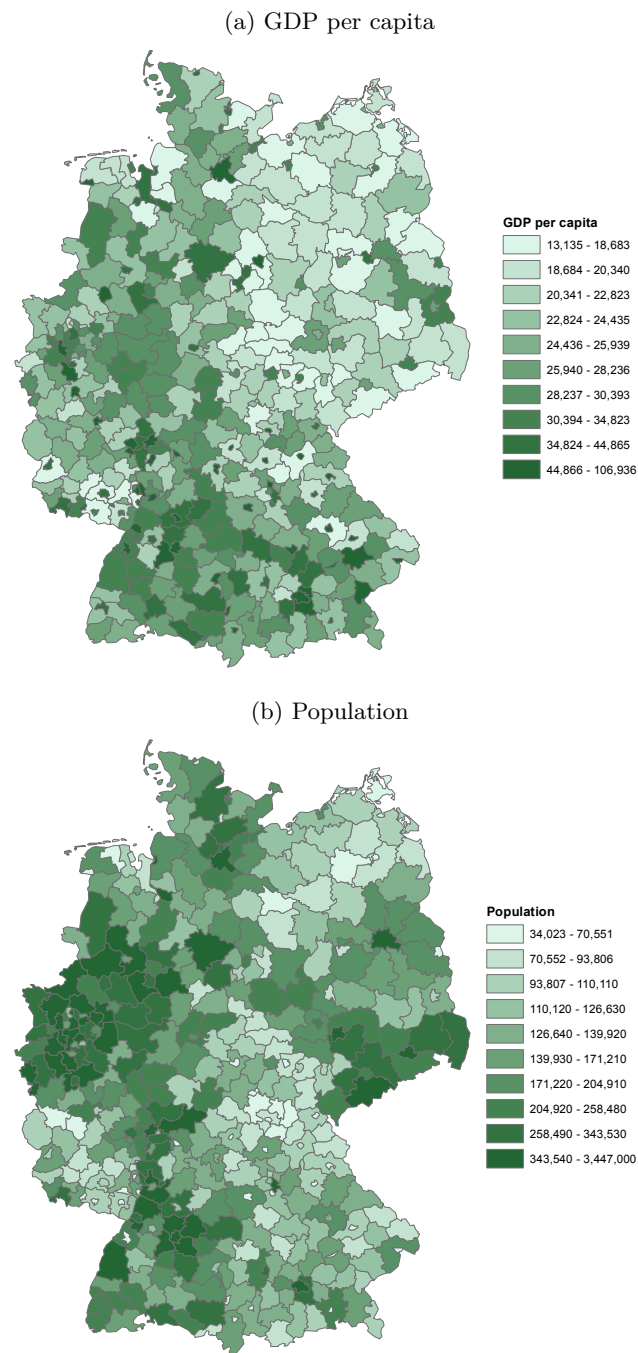 (a) GDP per capita
GDP per capita
13,135 - 18,683
18,684 - 20,340
20,341 - 22,823
22,824 - 24,435
24,436 - 25,939
25,940 - 28,236
28,237 - 30,393
30,394 - 34,823
34,824 - 44,865
44,866 - 106,936
(b) Population
Population
34,023 - 70,551
70,552 - 93,806
93,807 - 110,110
110,120 - 126,630
126,640 - 139,920
139,930 - 171,210
171,220 - 204,910
204,920 - 258,480
258,490 - 343,530
343,540 - 3,447,000